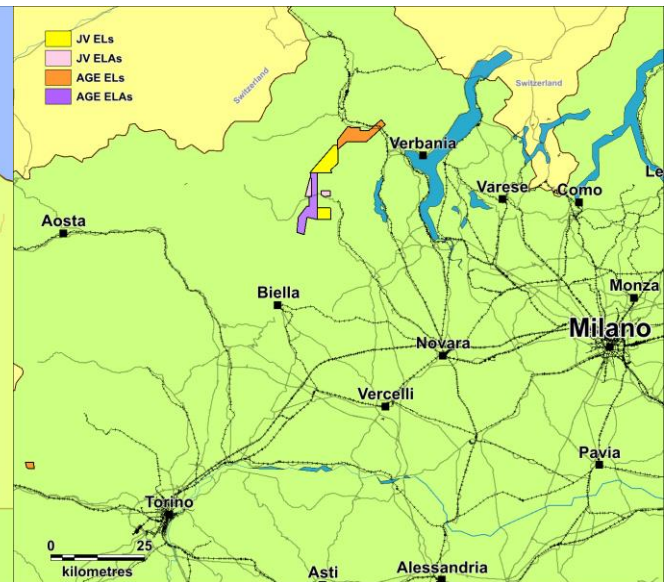 JV ELs
JV ELAs
AGE ELs
AGE ELAs
Switzerland
Switzerland
Verbania
Varese
Como
Le
Aosta
Biella
Monza
Milano
Novara
Vercelli
Pavia
Torino
0 25
kilometres
Asti
Alessandria